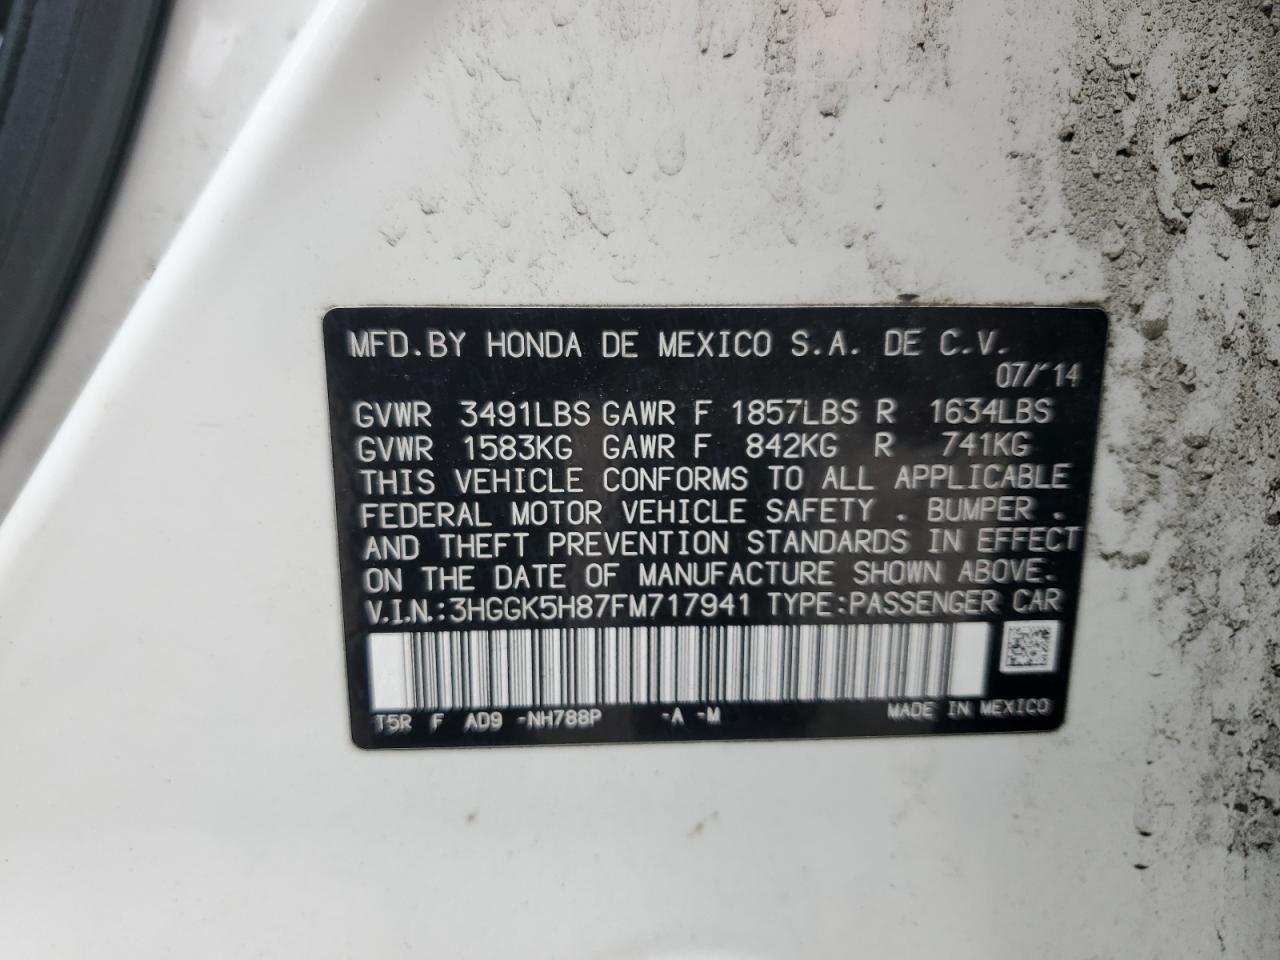 MFD.BY HONDA DE MEXICO S.A. DE C.V.
07/'14
GVWR 3491LBS GAWR F 1857LBS R 1634LBS
GVWR 1583KG GAWR F 842KG R 741KG
THIS VEHICLE CONFORMS TO ALL APPLICABLE
FEDERAL MOTOR VEHICLE SAFETY , BUMPER ,
AND THEFT PREVENTION STANDARDS IN EFFECT
ON THE DATE OF MANUFACTURE SHOWN ABOVE.
V.I.N.:3HGGK5H87FM717941 TYPE:PASSENGER CAR
T5R F AD9 -NH788P -A -M MADE IN MEXICO